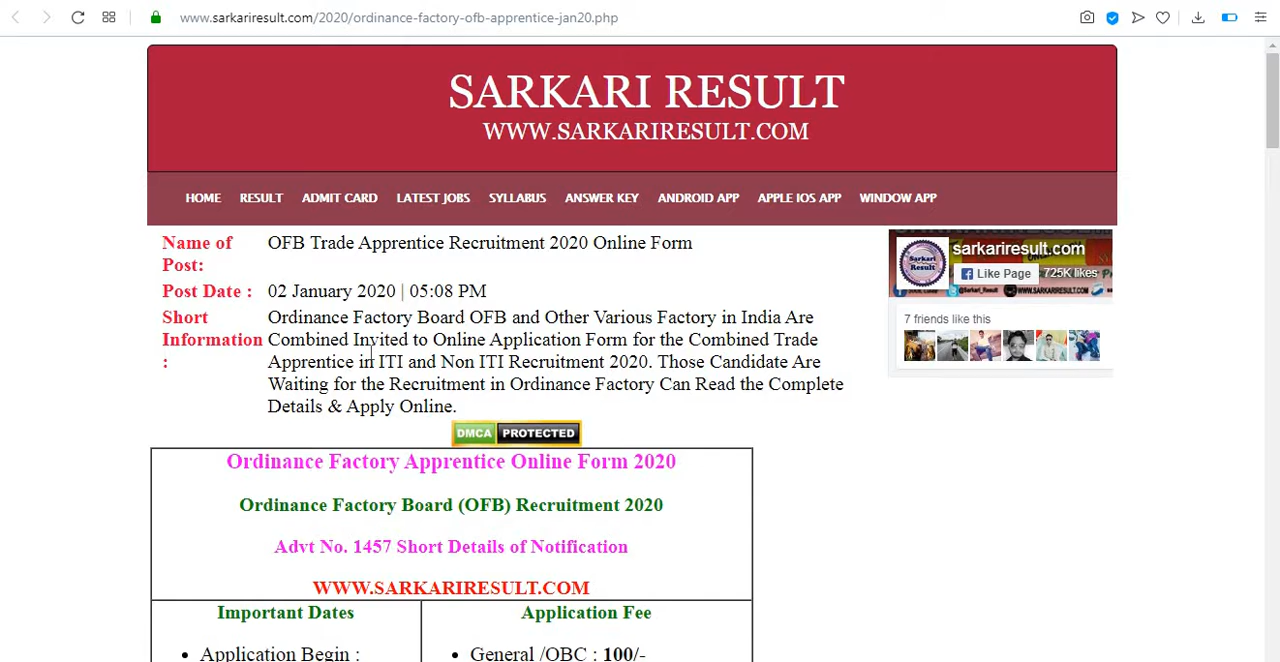 www.sarkariresult.com/2020/ordinance-factory-ofb-apprentice-jan20.php
SARKARI RESULT
WWW.SARKARIRESULT.COM
HOME RESULT ADMIT CARD LATEST JOBS SYLLABUS ANSWER KEY ANDROID APP APPLE IOS APP WINDOW APP
Name of Post: OFB Trade Apprentice Recruitment 2020 Online Form
Post Date : 02 January 2020 | 05:08 PM
Short Information : Ordinance Factory Board OFB and Other Various Factory in India Are
Combined Invited to Online Application Form for the Combined Trade
Apprentice in ITI and Non ITI Recruitment 2020. Those Candidate Are
Waiting for the Recruitment in Ordinance Factory Can Read the Complete
Details & Apply Online.
DMCA PROTECTED
sarkariresult.com
Sarkari Result
Like Page 725K likes
WWW.SARKARIRESULT.COM
7 friends like this
Ordinance Factory Apprentice Online Form 2020
Ordinance Factory Board (OFB) Recruitment 2020
Advt No. 1457 Short Details of Notification
WWW.SARKARIRESULT.COM
Important Dates
Application Begin :
Application Fee
General /OBC : 100/-